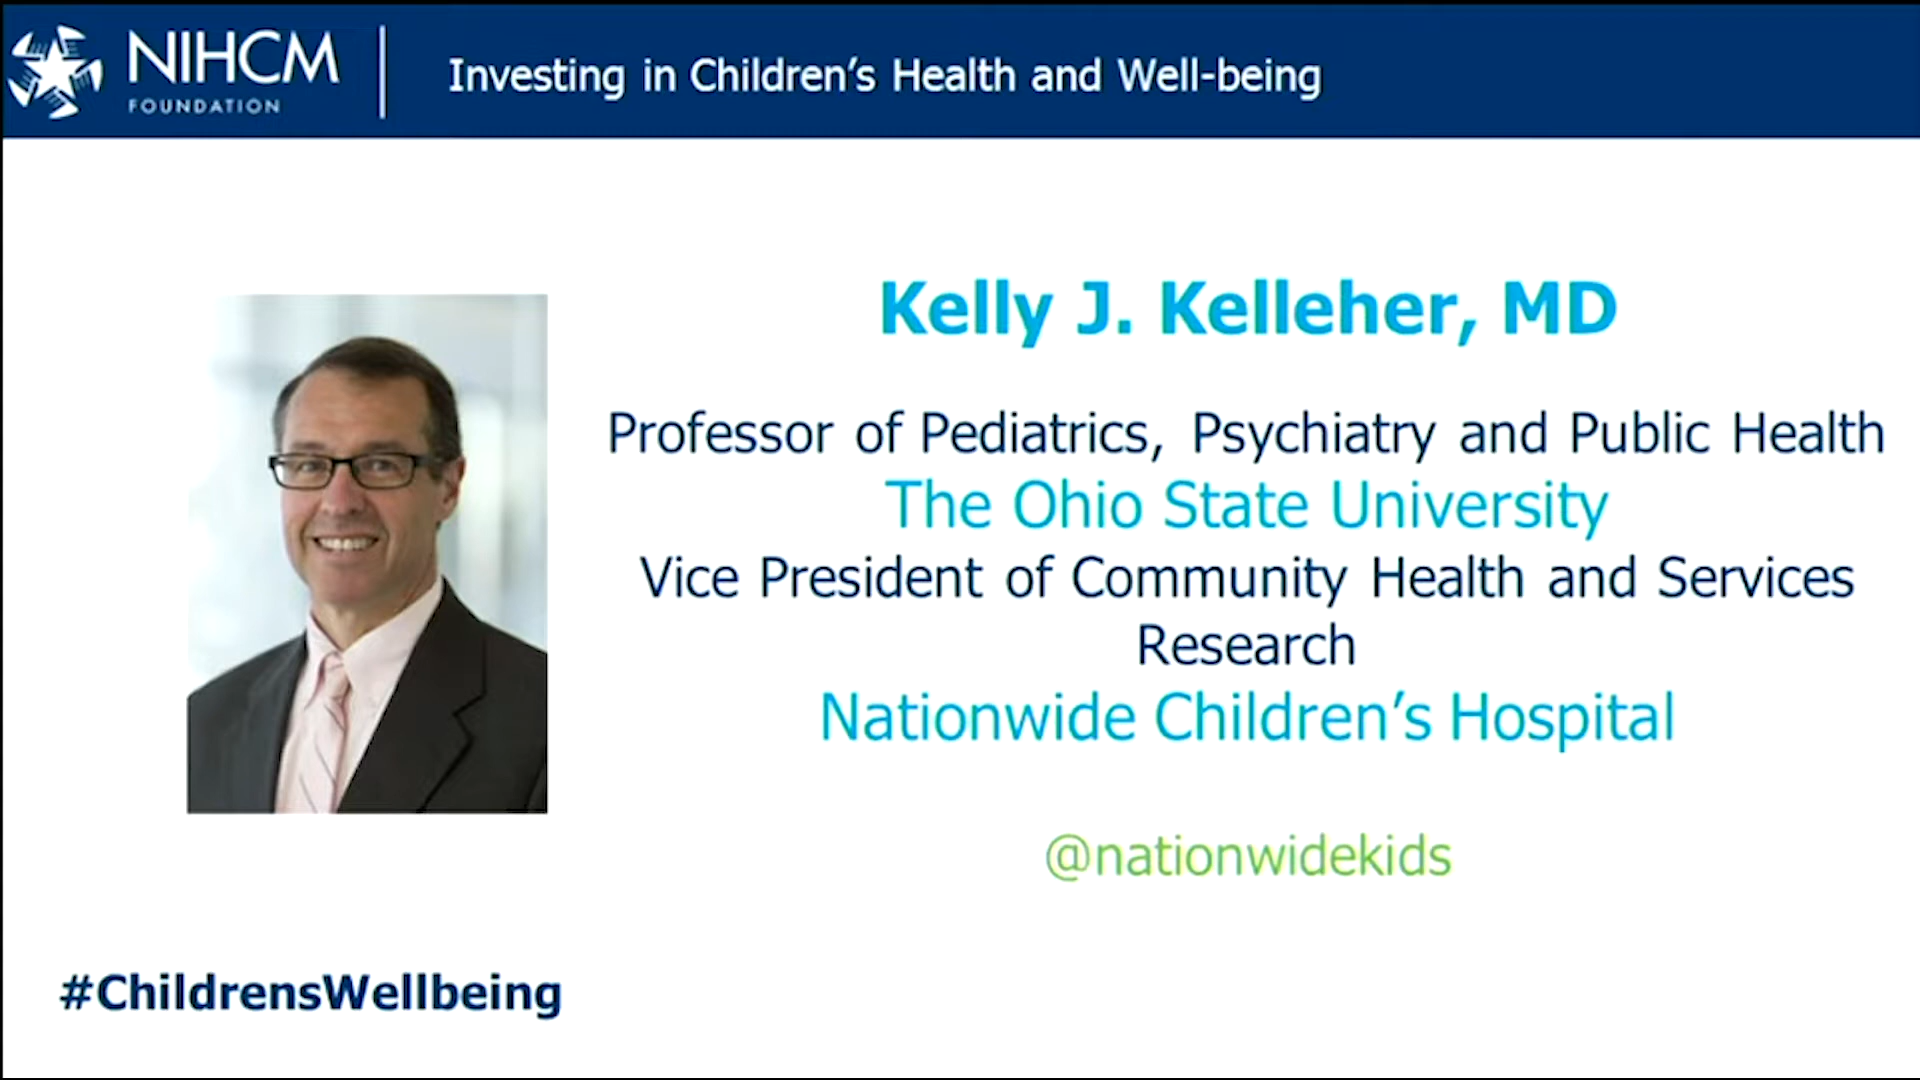 NIHCM
FOUNDATION
Investing in Children’s Health and Well-being
Kelly J. Kelleher, MD
Professor of Pediatrics, Psychiatry and Public Health
The Ohio State University
Vice President of Community Health and Services
Research
Nationwide Children’s Hospital
@nationwidekids
#ChildrensWellbeing